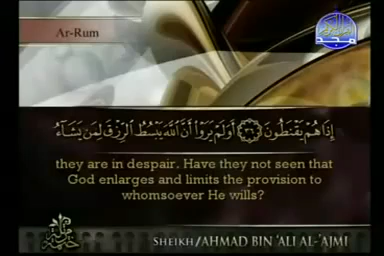 Ar-Rum
إِذَا هُمْ يَقْنَطُونَ ﴿٣٦﴾ أَوَلَمْ يَرَوْا أَنَّ اللَّهَ يَبْسُطُ الرِّزْقَ لِمَن يَشَاءُ
they are in despair. Have they not seen that
God enlarges and limits the provision to
whomsoever He wills?
SHEIKH/AHMAD BIN 'ALI AL-'AJMI